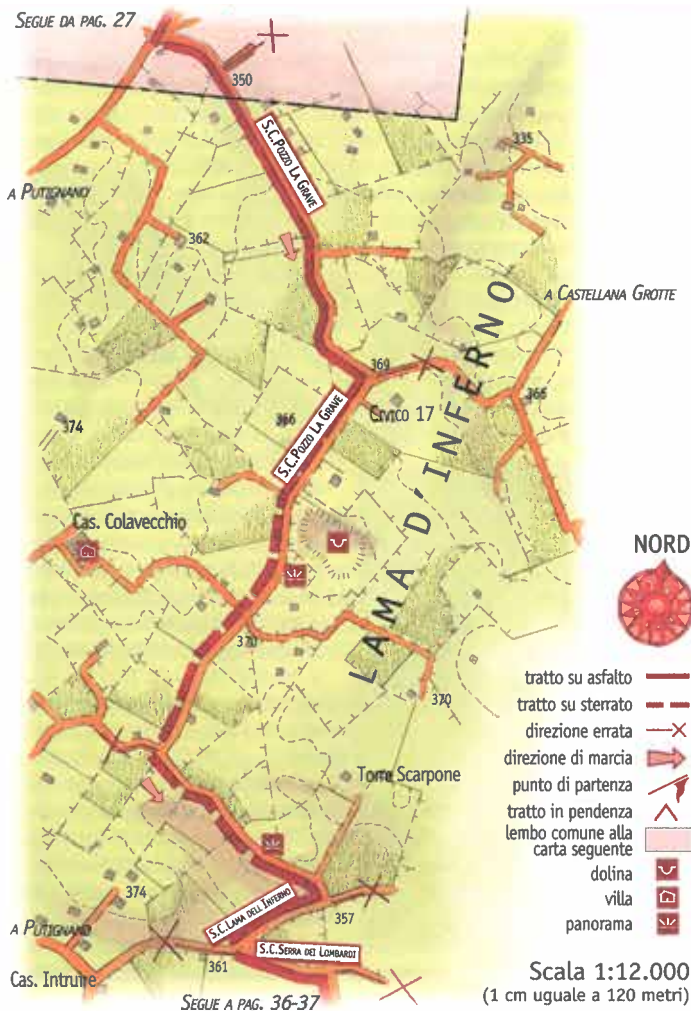 SEGUE DA PAG. 27
350
S.C.POZZO LA GRAVE
335
A PUTIGNANO
362
A CASTELLANA GROTTE
369
366
CIVICO 17
366
374
S.C.POZZO LA GRAVE
LAMA D'INFERNO
Cas. Colavecchio
NORD
370
370
tratto su asfalto
tratto su sterrato
direzione errata
direzione di marcia
punto di partenza
tratto in pendenza
lembo comune alla
carta seguente
dolina
villa
panorama
Torre Scarpone
374
S.C.LAMA DELL'INFERNO
357
A PUTIGNANO
S.C.SERRA DEI LOMBARDI
361
Cas. Intruire
SEGUE A PAG. 36-37
Scala 1:12.000
(1 cm uguale a 120 metri)